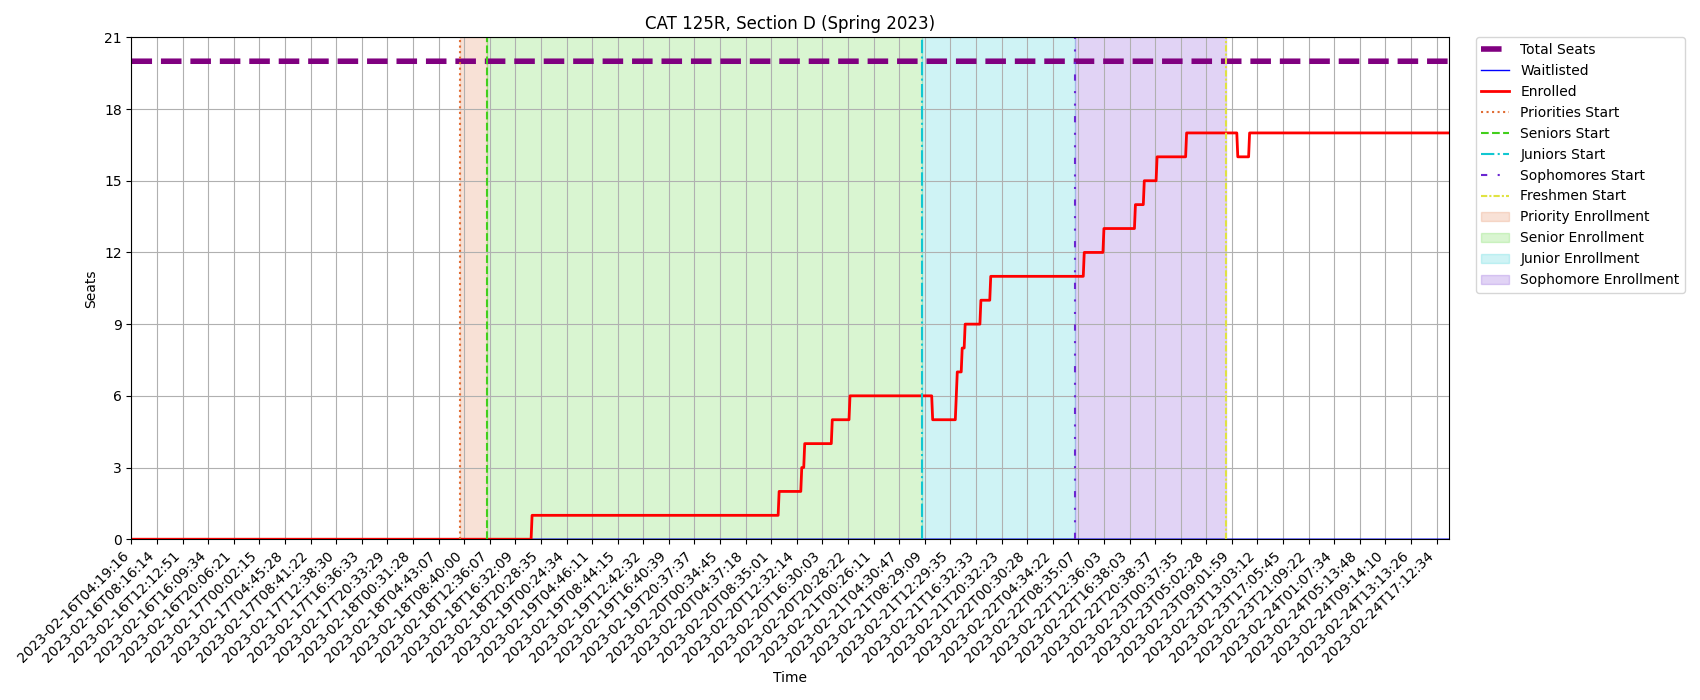 CAT 125R, Section D (Spring 2023)
21
18
15
12
9
6
3
0
Seats
2023-02-16T04:19:16
2023-02-16T08:16:14
2023-02-16T12:12:51
2023-02-16T16:09:34
2023-02-16T20:06:21
2023-02-17T00:02:15
2023-02-17T04:45:28
2023-02-17T08:41:22
2023-02-17T12:38:30
2023-02-17T16:36:33
2023-02-17T20:33:29
2023-02-18T00:31:28
2023-02-18T04:43:07
2023-02-18T08:40:00
2023-02-18T12:36:07
2023-02-18T16:32:09
2023-02-18T20:28:35
2023-02-19T00:24:34
2023-02-19T04:46:11
2023-02-19T08:44:15
2023-02-19T12:42:32
2023-02-19T16:40:39
2023-02-19T20:37:37
2023-02-20T00:34:45
2023-02-20T04:37:18
2023-02-20T08:35:01
2023-02-20T12:32:14
2023-02-20T16:30:03
2023-02-20T20:28:22
2023-02-21T00:26:11
2023-02-21T04:30:47
2023-02-21T08:29:09
2023-02-21T12:29:35
2023-02-21T16:32:33
2023-02-21T20:32:23
2023-02-22T00:30:28
2023-02-22T04:34:22
2023-02-22T08:35:07
2023-02-22T12:36:03
2023-02-22T16:38:03
2023-02-22T20:38:37
2023-02-23T00:37:35
2023-02-23T05:02:28
2023-02-23T09:01:59
2023-02-23T13:03:12
2023-02-23T17:05:45
2023-02-23T21:09:22
2023-02-24T01:07:34
2023-02-24T05:13:48
2023-02-24T09:14:10
2023-02-24T13:13:26
2023-02-24T17:12:34
Time
Total Seats
Waitlisted
Enrolled
Priorities Start
Seniors Start
Juniors Start
Sophomores Start
Freshmen Start
Priority Enrollment
Senior Enrollment
Junior Enrollment
Sophomore Enrollment